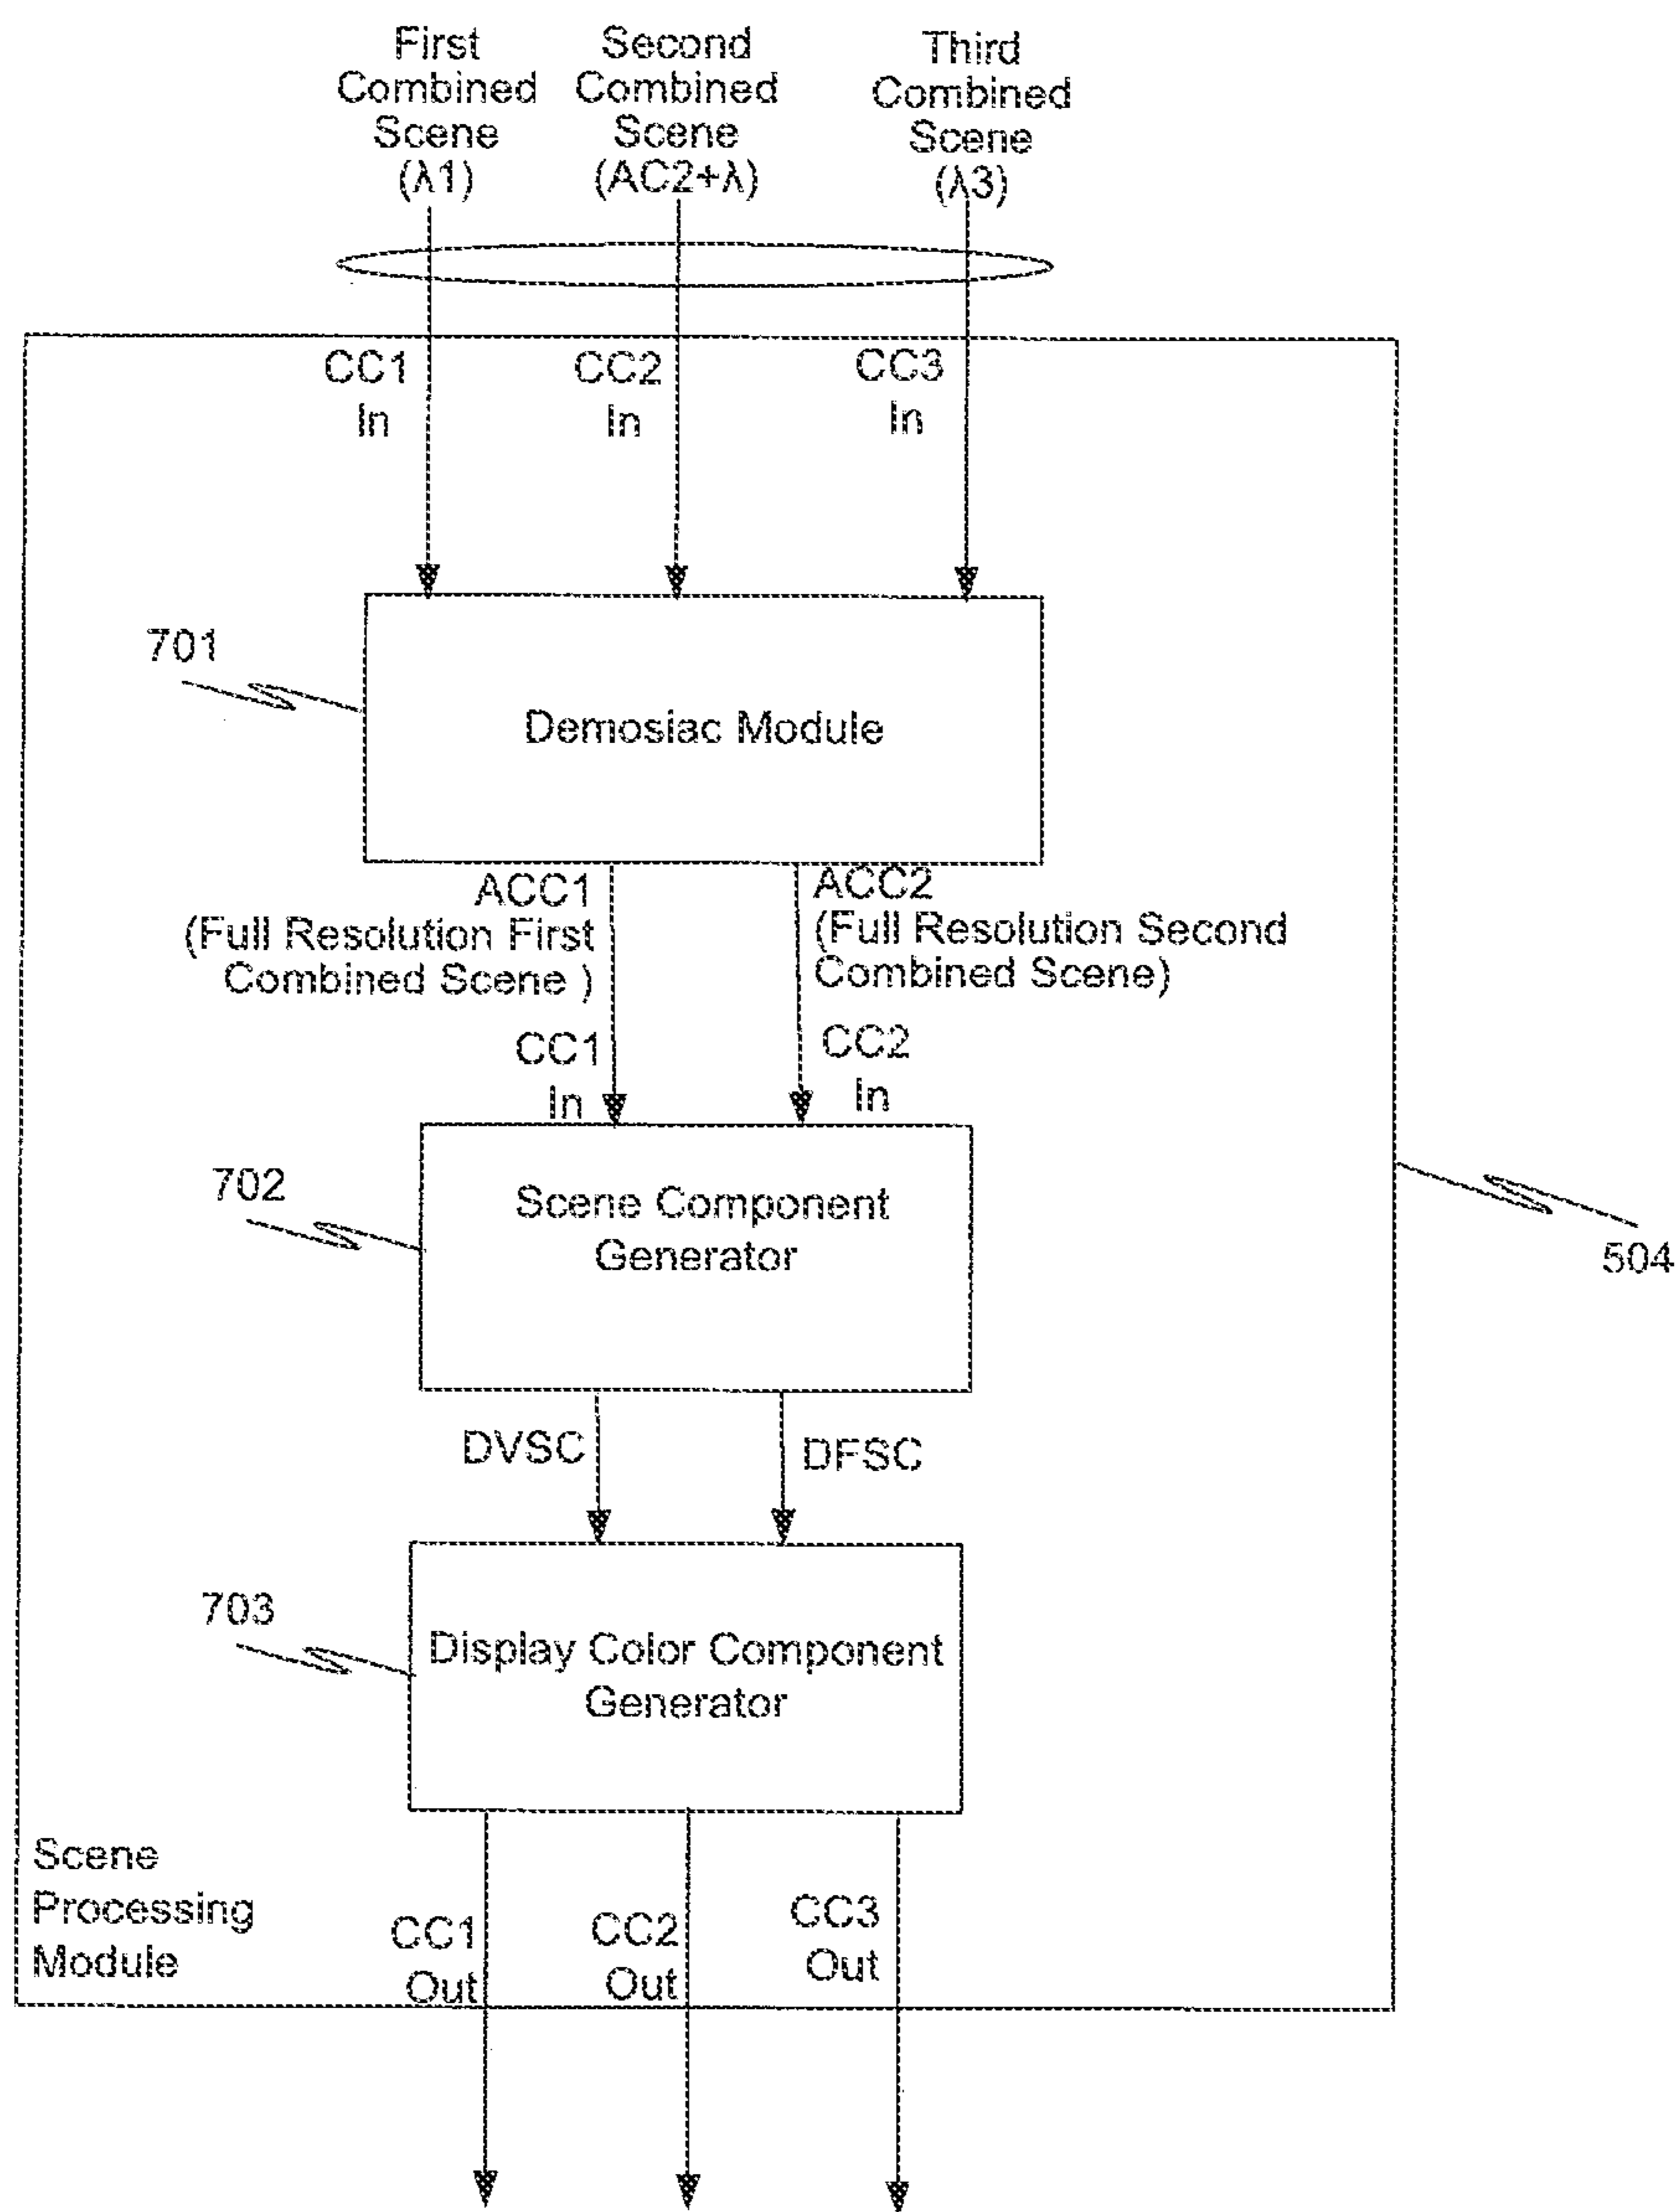 First
Combined
Scene
(λ1)
Second
Combined
Scene
(AC2+λ)
Third
Combined
Scene
(λ3)
CC1
In
CC2
In
CC3
In
701
Demosiac Module
ACC1
(Full Resolution First
Combined Scene )
ACC2
(Full Resolution Second
Combined Scene)
CC1
In
CC2
In
702
Scene Component
Generator
504
DVSC
DFSC
703
Display Color Component
Generator
Scene
Processing
Module
CC1
Out
CC2
Out
CC3
Out